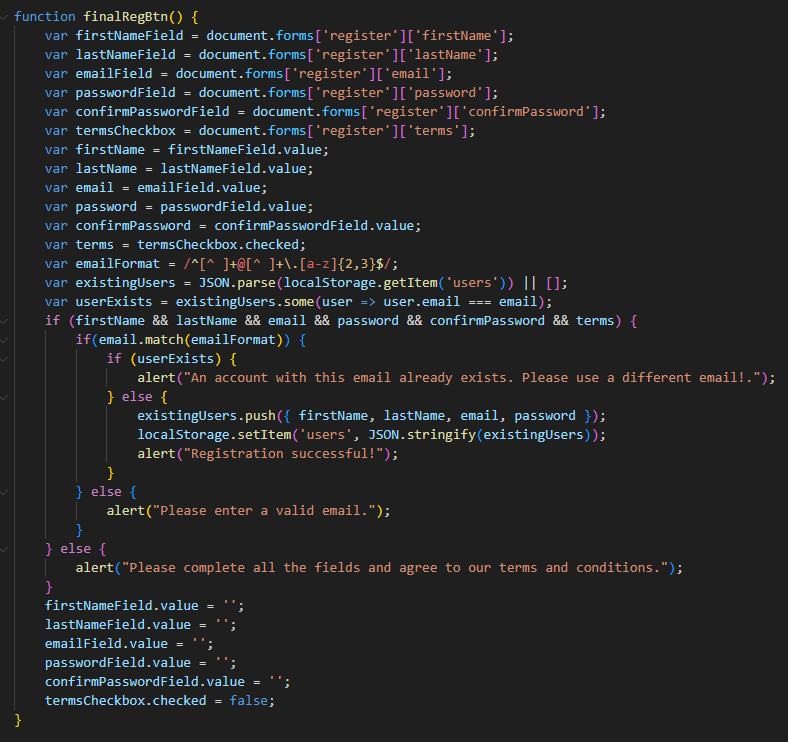 function finalRegBtn() {
    var firstNameField = document.forms['register']['firstName'];
    var lastNameField = document.forms['register']['lastName'];
    var emailField = document.forms['register']['email'];
    var passwordField = document.forms['register']['password'];
    var confirmPasswordField = document.forms['register']['confirmPassword'];
    var termsCheckbox = document.forms['register']['terms'];
    var firstName = firstNameField.value;
    var lastName = lastNameField.value;
    var email = emailField.value;
    var password = passwordField.value;
    var confirmPassword = confirmPasswordField.value;
    var terms = termsCheckbox.checked;
    var emailFormat = /^[^ ]+@[^ ]+\.[a-z]{2,3}$/;
    var existingUsers = JSON.parse(localStorage.getItem('users')) || [];
    var userExists = existingUsers.some(user => user.email === email);
    if (firstName && lastName && email && password && confirmPassword && terms) {
        if(email.match(emailFormat)) {
            if (userExists) {
                alert("An account with this email already exists. Please use a different email!.");
            } else {
                existingUsers.push({ firstName, lastName, email, password });
                localStorage.setItem('users', JSON.stringify(existingUsers));
                alert("Registration successful!");
            }
        } else {
            alert("Please enter a valid email.");
        }
    } else {
        alert("Please complete all the fields and agree to our terms and conditions.");
    }
    firstNameField.value = '';
    lastNameField.value = '';
    emailField.value = '';
    passwordField.value = '';
    confirmPasswordField.value = '';
    termsCheckbox.checked = false;
}